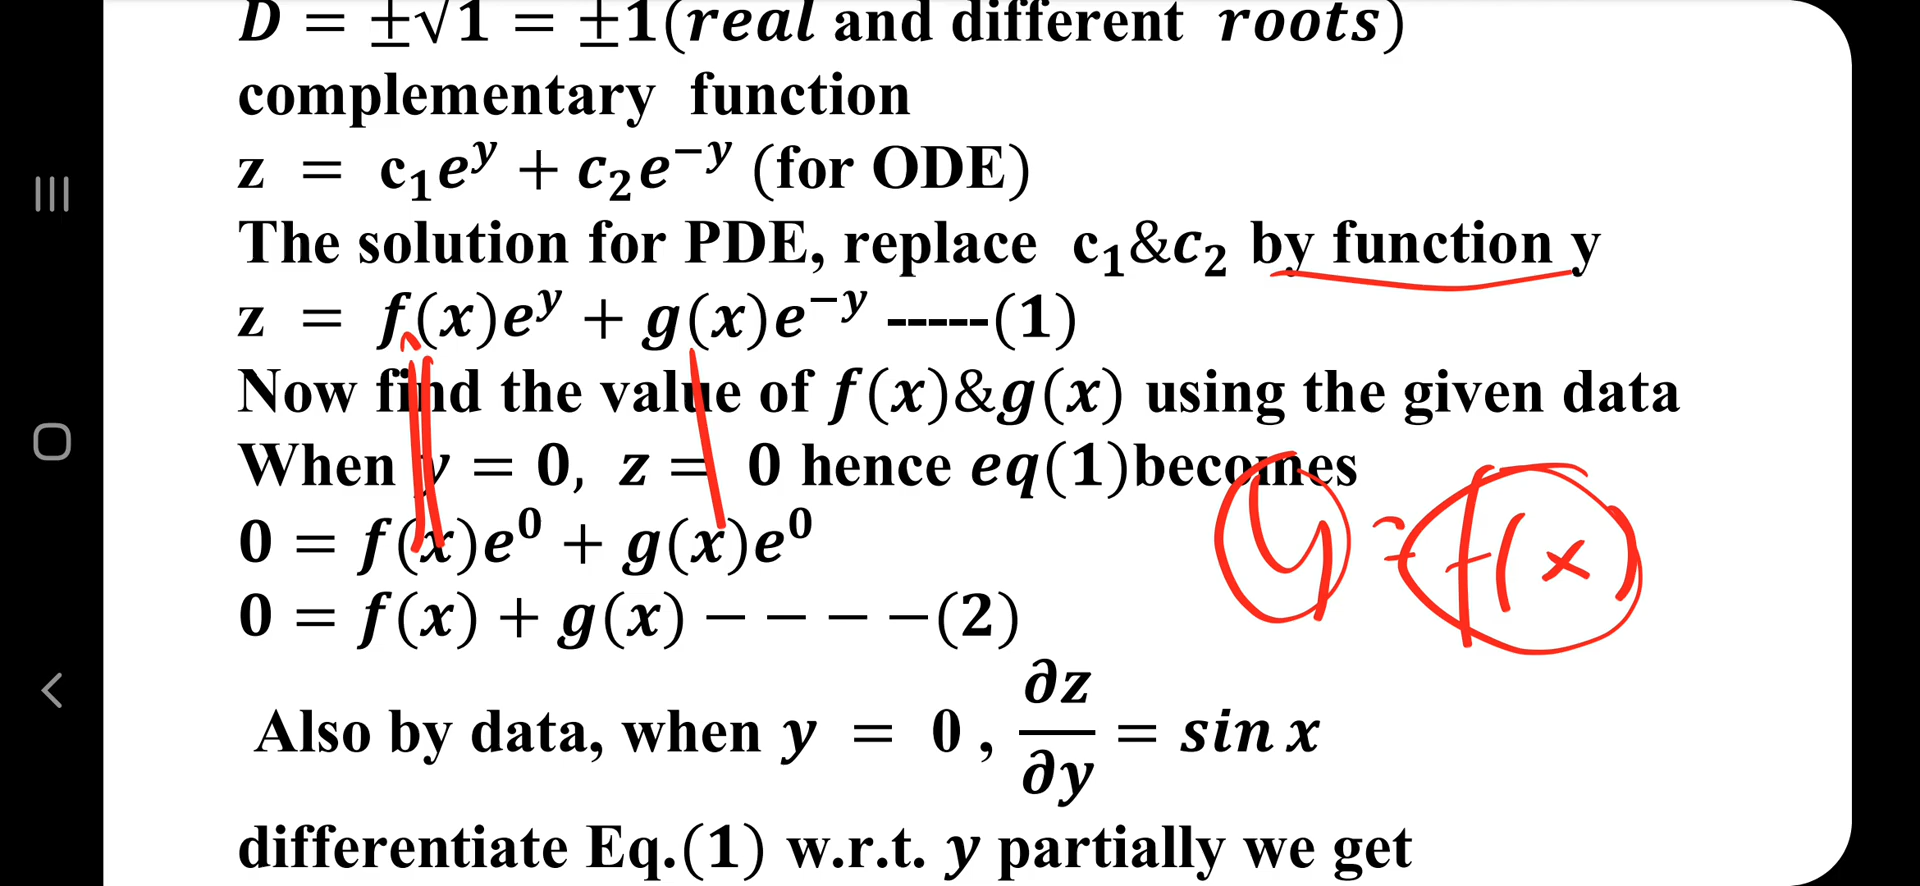 D = ±√1 = ±1(real and different roots)
complementary function
z = c₁eʸ + c₂e⁻ʸ (for ODE)
The solution for PDE, replace c₁&c₂ by function y
z = f(x)eʸ + g(x)e⁻ʸ -----(1)
Now find the value of f(x)&g(x) using the given data
When y = 0, z = 0 hence eq(1)becomes
0 = f(x)e⁰ + g(x)e⁰
y = f(x)
0 = f(x) + g(x) − − − −(2)
Also by data, when y = 0 , ∂z/∂y = sin x
differentiate Eq.(1) w.r.t. y partially we get